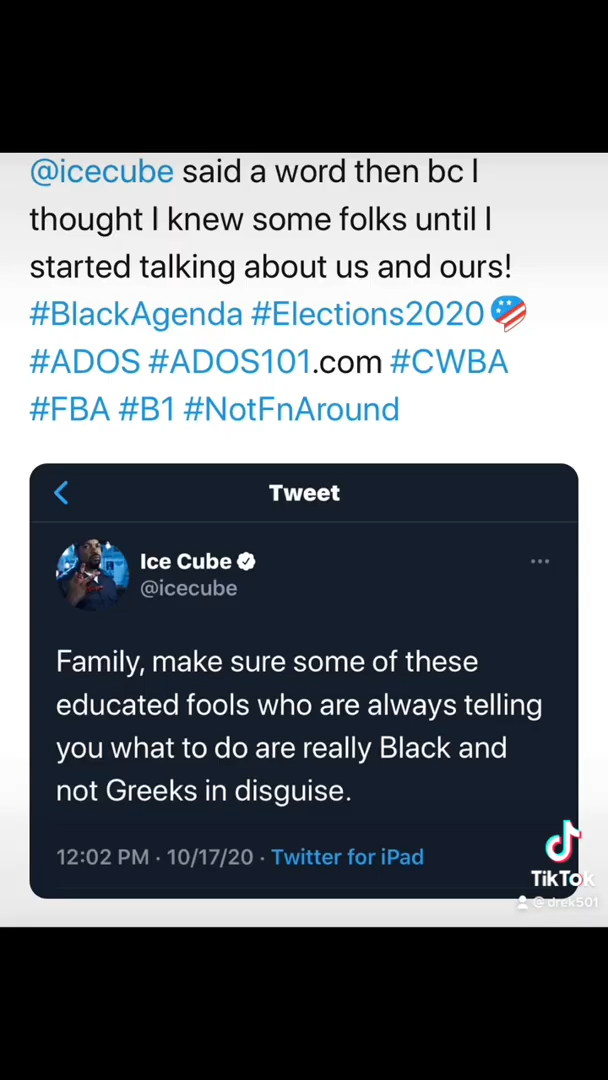 @icecube said a word then bc I
thought I knew some folks until I
started talking about us and ours!
#BlackAgenda #Elections2020
#ADOS #ADOS101.com #CWBA
#FBA #B1 #NotFnAround
Tweet
Ice Cube
@icecube
Family, make sure some of these
educated fools who are always telling
you what to do are really Black and
not Greeks in disguise.
12:02 PM · 10/17/20 · Twitter for iPad
TikTok
@drek501